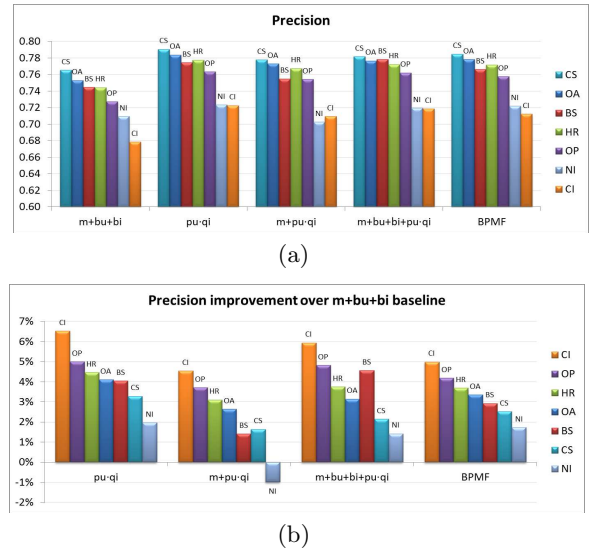 Precision
0.80
0.78
0.76
0.74
0.72
0.70
0.68
0.66
0.64
0.62
0.60
CS OA BS HR OP NI CI
CS OA BS HR OP NI CI
CS OA BS HR OP NI CI
CS OA BS HR OP NI CI
CS OA BS HR OP NI CI
m+bu+bi pu·qi m+pu·qi m+bu+bi+pu·qi BPMF
CS
OA
BS
HR
OP
NI
CI
(a)
Precision improvement over m+bu+bi baseline
7%
6%
5%
4%
3%
2%
1%
0%
-1%
-2%
CI OP HR OA BS CS NI
CI OP HR OA BS CS NI
CI OP HR OA BS CS NI
CI OP HR OA BS CS NI
pu·qi m+pu·qi m+bu+bi+pu·qi BPMF
CI
OP
HR
OA
BS
CS
NI
(b)